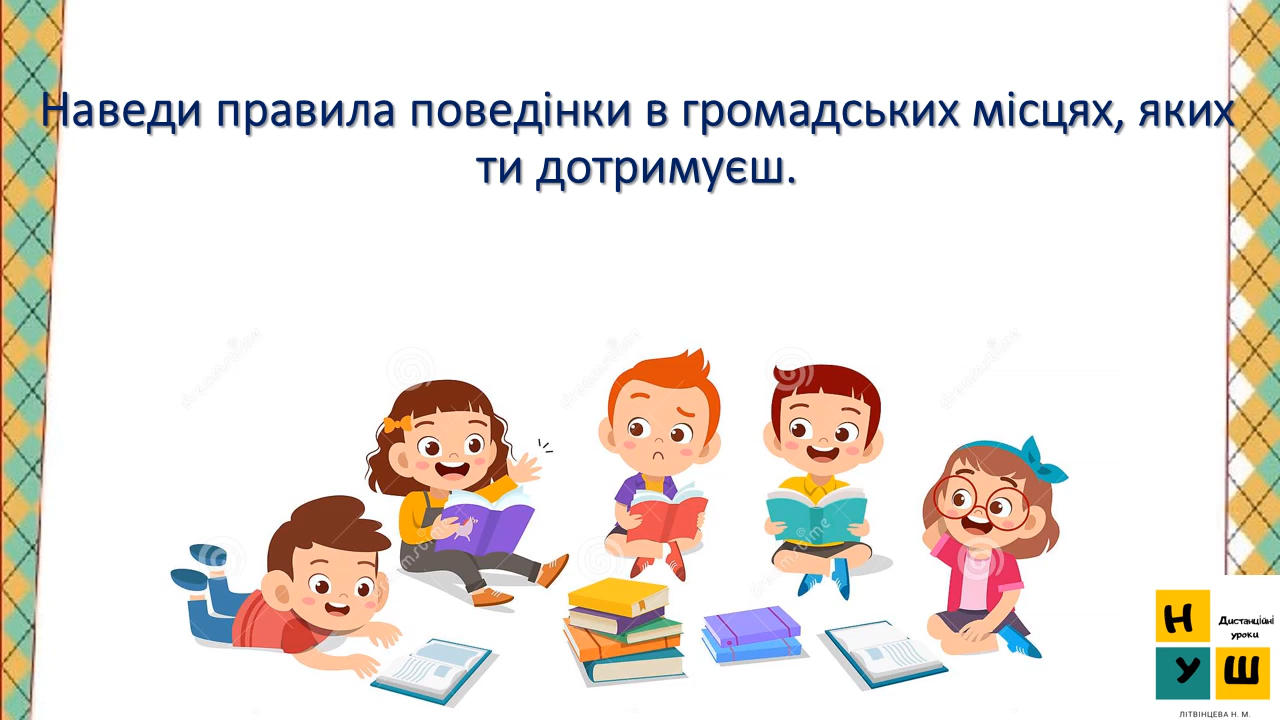 Наведи правила поведінки в громадських місцях, яких
ти дотримуєш.
Н
Дистанційні
уроки
У Ш
ЛІТВІНЦЕВА Н. М.